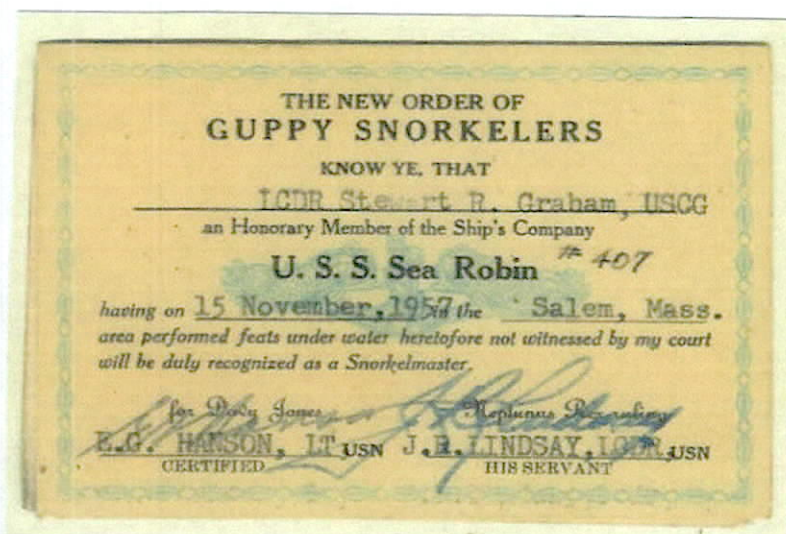 THE NEW ORDER OF
GUPPY SNORKELERS
KNOW YE, THAT
LCDR Stewart R. Graham, USCG
an Honorary Member of the Ship's Company
U. S. S. Sea Robin # 407
having on 15 November, 1957 in the Salem, Mass.
area performed feats under water heretofore not witnessed by my court
will be duly recognized as a Snorkelmaster.
for Davy Jones Neptunus
E.G. HANSON, LT USN J.R. LINDSAY, LCDR, USN
CERTIFIED HIS SERVANT